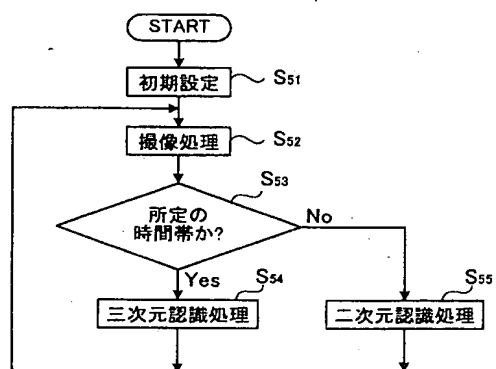 START
初期設定 S51
撮像処理 S52
S53
所定の
時間帯か?
No
Yes
S54
S55
三次元認識処理
二次元認識処理